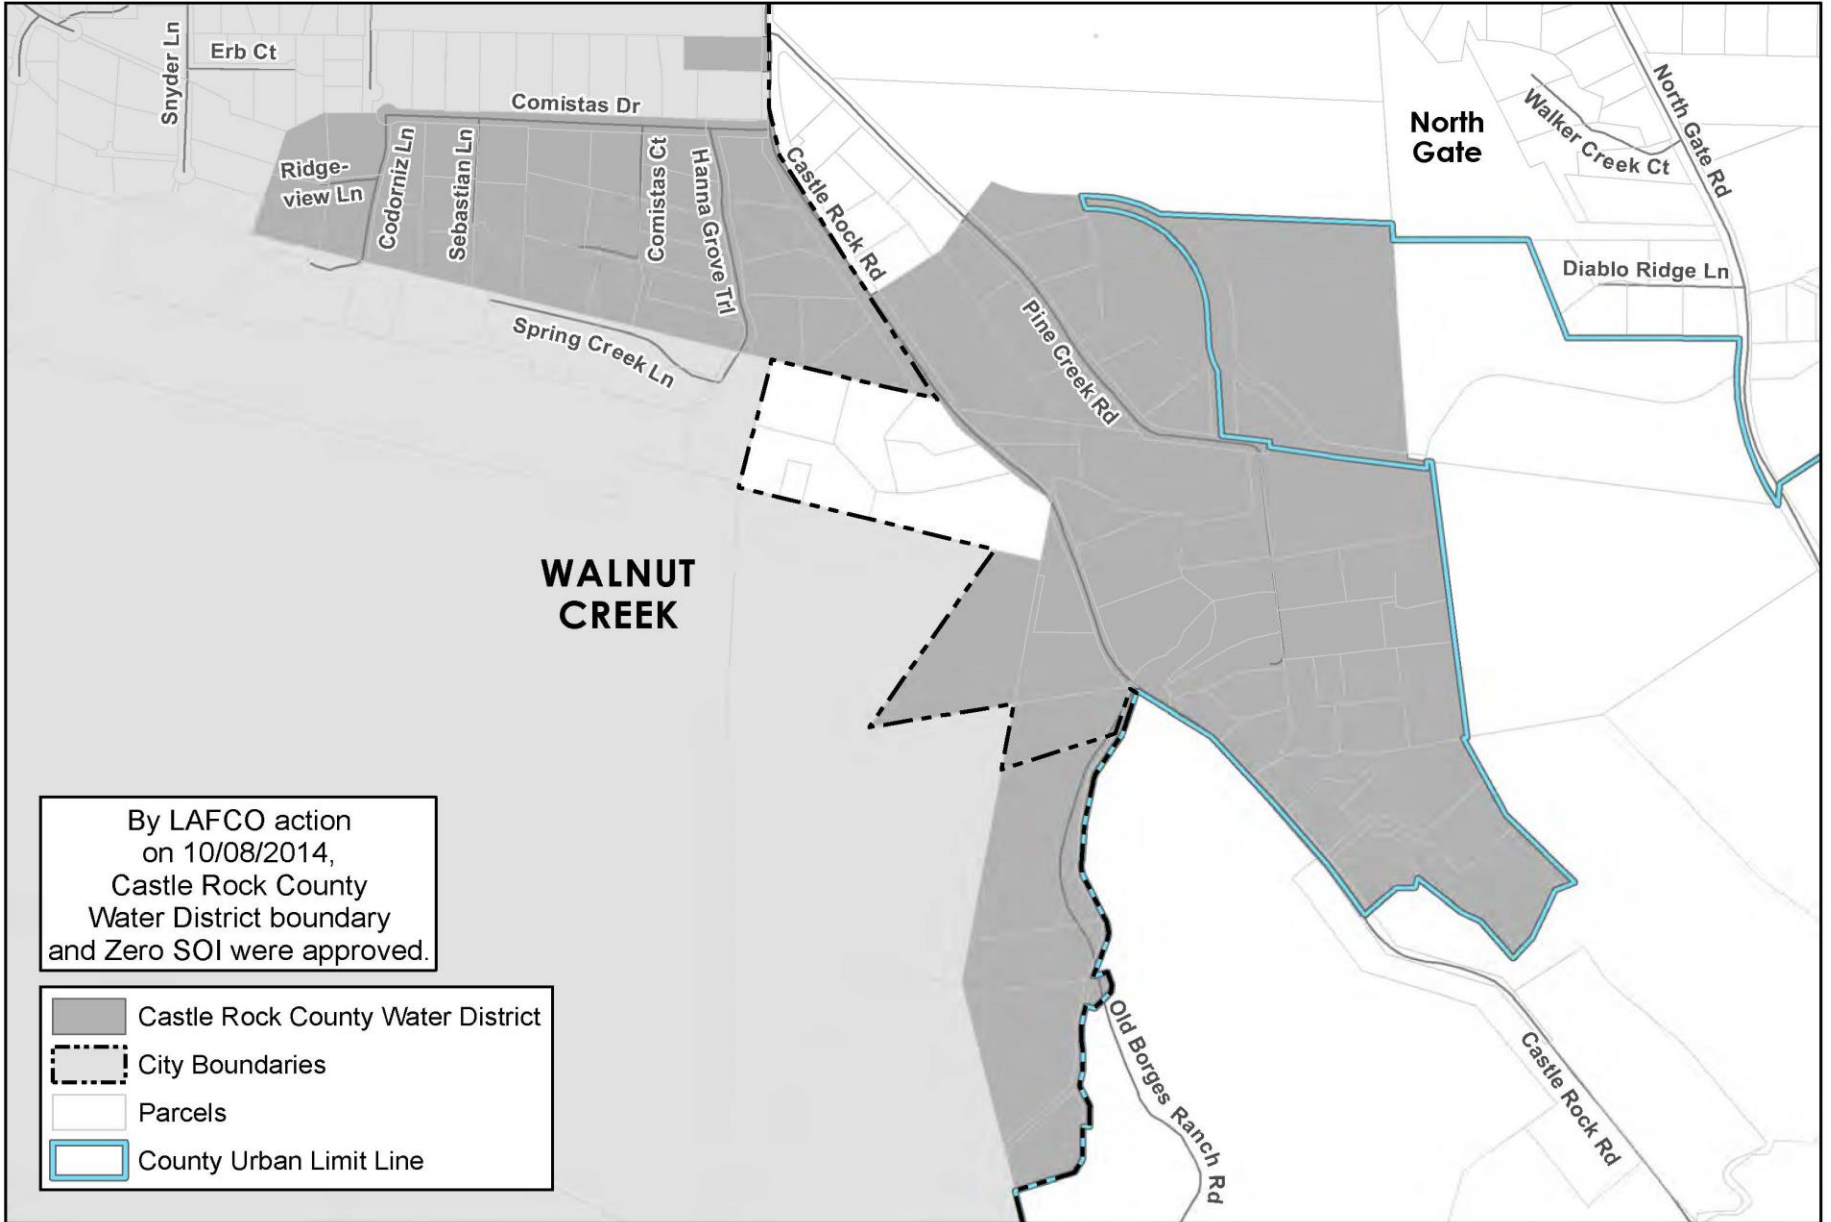 Snyder Ln
Erb Ct
Comistas Dr
Ridge-
view Ln
Codorniz Ln
Sebastian Ln
Comistas Ct
Hanna Grove Trl
Castle Rock Rd
Spring Creek Ln
Pine Creek Rd
North
Gate
Walker Creek Ct
North Gate Rd
Diablo Ridge Ln
WALNUT
CREEK
Old Borges Ranch Rd
Castle Rock Rd
By LAFCO action
on 10/08/2014,
Castle Rock County
Water District boundary
and Zero SOI were approved.
Castle Rock County Water District
City Boundaries
Parcels
County Urban Limit Line